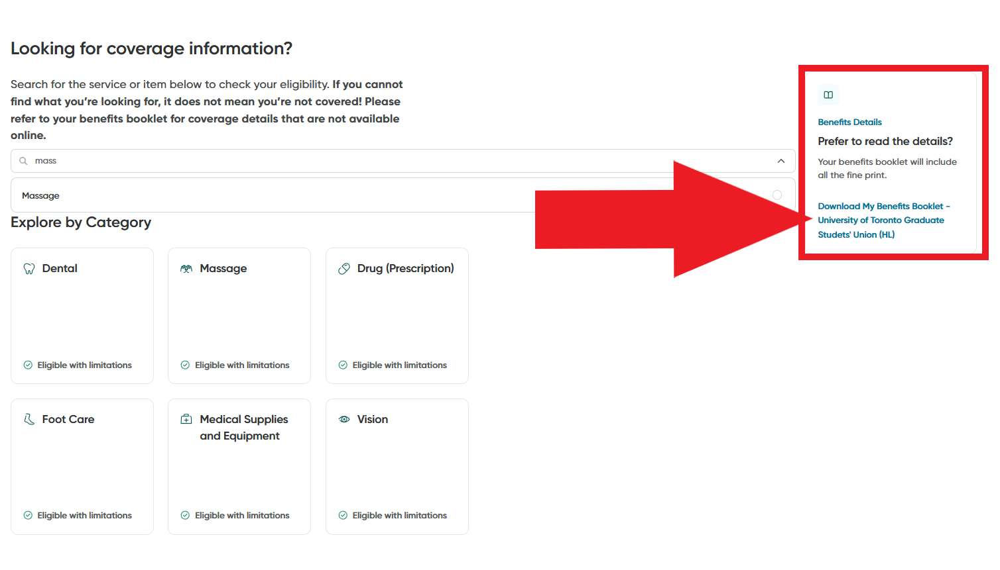 Looking for coverage information?
Search for the service or item below to check your eligibility. If you cannot
find what you're looking for, it does not mean you're not covered! Please
refer to your benefits booklet for coverage details that are not available
online.
mass
Massage
Benefits Details
Prefer to read the details?
Your benefits booklet will include
all the fine print.
Download My Benefits Booklet -
University of Toronto Graduate
Studets' Union (HL)
Explore by Category
Dental
Eligible with limitations
Massage
Eligible with limitations
Drug (Prescription)
Eligible with limitations
Foot Care
Eligible with limitations
Medical Supplies
and Equipment
Eligible with limitations
Vision
Eligible with limitations